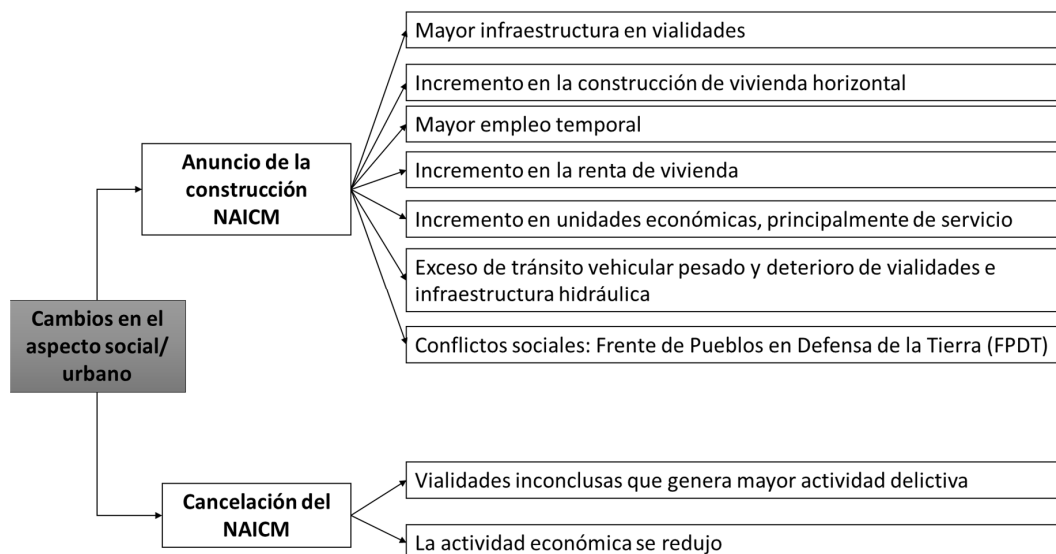 Cambios en el
aspecto social/
urbano
Anuncio de la
construcción
NAICM
Mayor infraestructura en vialidades
Incremento en la construcción de vivienda horizontal
Mayor empleo temporal
Incremento en la renta de vivienda
Incremento en unidades económicas, principalmente de servicio
Exceso de tránsito vehicular pesado y deterioro de vialidades e
infraestructura hidráulica
Conflictos sociales: Frente de Pueblos en Defensa de la Tierra (FPDT)
Cancelación del
NAICM
Vialidades inconclusas que genera mayor actividad delictiva
La actividad económica se redujo